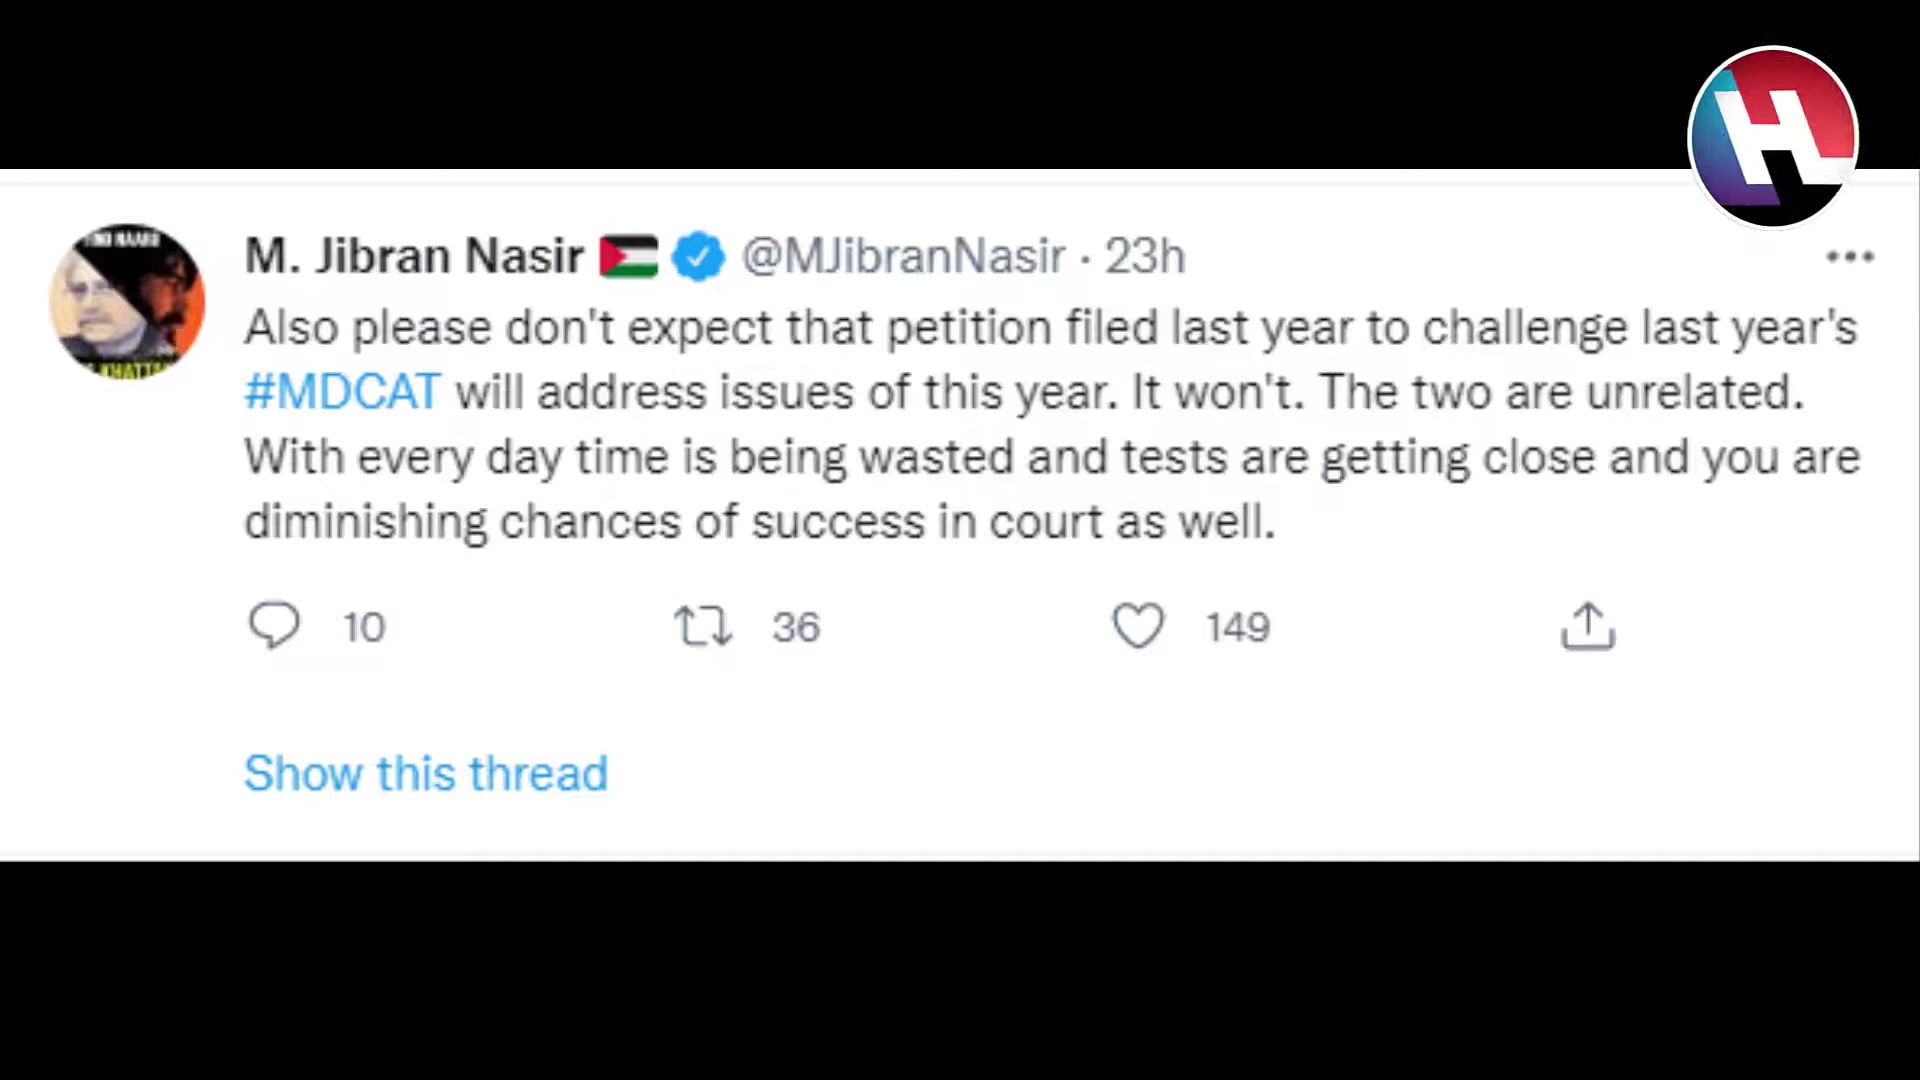 M. Jibran Nasir @MJibranNasir · 23h
Also please don't expect that petition filed last year to challenge last year's
#MDCAT will address issues of this year. It won't. The two are unrelated.
With every day time is being wasted and tests are getting close and you are
diminishing chances of success in court as well.
10 36 149
Show this thread